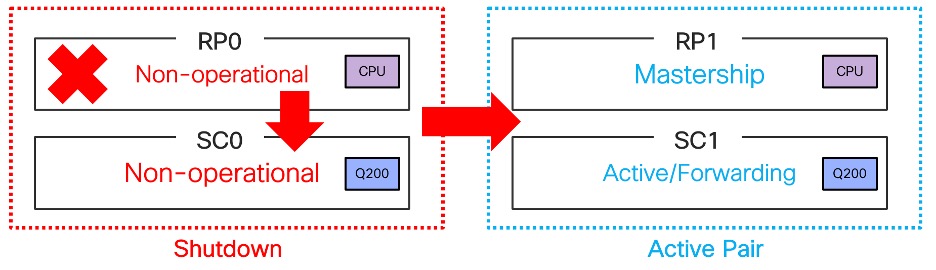 RP0
Non-operational
CPU
SC0
Non-operational
Q200
Shutdown
RP1
Mastership
CPU
SC1
Active/Forwarding
Q200
Active Pair